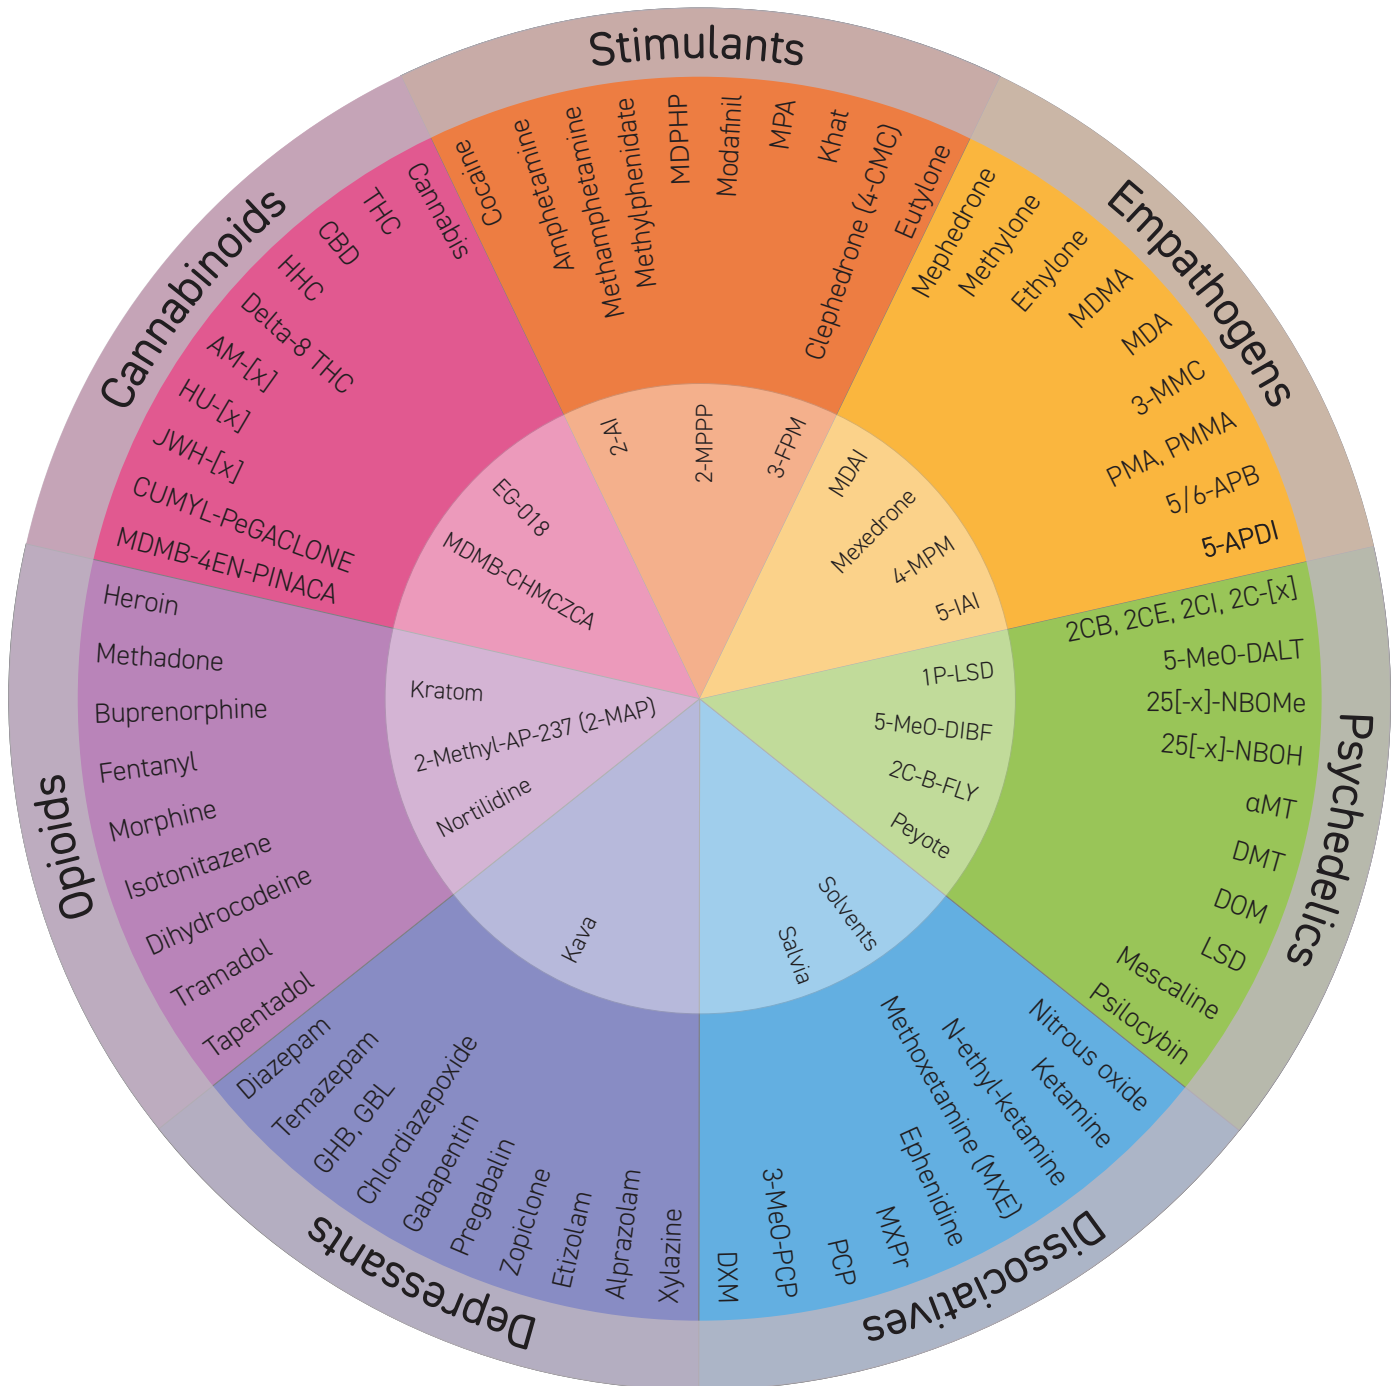 Stimulants
Cocaine
Amphetamine
Methamphetamine
Methylphenidate
MDPHP
Modafinil
MPA
Khat
Clephedrone (4-CMC)
Eutylone
2-AI
2-MPPP
3-FPM
Empathogens
Mephedrone
Methylone
Ethylone
MDMA
MDA
3-MMC
PMA, PMMA
5/6-APB
5-APDI
MDAI
Mexedrone
4-MPM
5-IAI
Psychedelics
2CB, 2CE, 2CI, 2C-[x]
5-MeO-DALT
25[-x]-NBOMe
25[-x]-NBOH
αMT
DMT
DOM
LSD
Mescaline
Psilocybin
1P-LSD
5-MeO-DIBF
2C-B-FLY
Peyote
Dissociatives
Nitrous oxide
Ketamine
N-ethyl-ketamine
Methoxetamine (MXE)
Ephenidine
MXPr
PCP
3-MeO-PCP
DXM
Solvents
Salvia
Depressants
Xylazine
Alprazolam
Etizolam
Zopiclone
Pregabalin
Gabapentin
Chlordiazepoxide
GHB, GBL
Temazepam
Diazepam
Kava
Opioids
Tapentadol
Tramadol
Dihydrocodeine
Isotonitazene
Morphine
Fentanyl
Buprenorphine
Methadone
Heroin
Kratom
2-Methyl-AP-237 (2-MAP)
Nortilidine
Cannabinoids
MDMB-4EN-PINACA
CUMYL-PeGACLONE
JWH-[x]
HU-[x]
AM-[x]
Delta-8 THC
HHC
CBD
THC
Cannabis
EG-018
MDMB-CHMCZCA